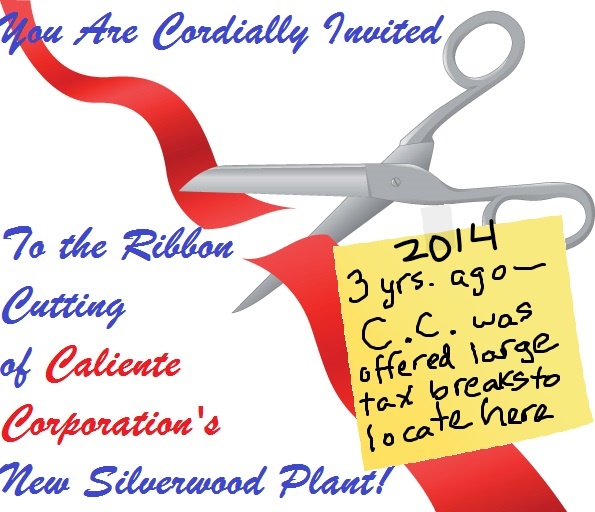 You Are Cordially Invited
To the Ribbon
Cutting
of Caliente
Corporation's
New Silverwood Plant!
2014
3 yrs. ago—
C.C. was
offered large
tax breaks to
locate here